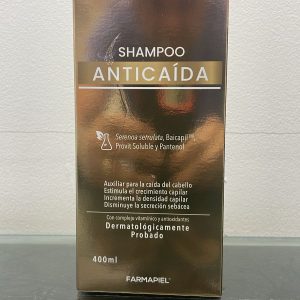 SHAMPOO
ANTICAÍDA
Serenoa serrulata, Baicapil™
Provit Soluble y Pantenol
Auxiliar para la caída del cabello
Estimula el crecimiento capilar
Incrementa la densidad capilar
Disminuye la secreción sebácea
Con complejo vitamínico y antioxidantes
Dermatológicamente
Probado
400ml
FARMAPIEL®